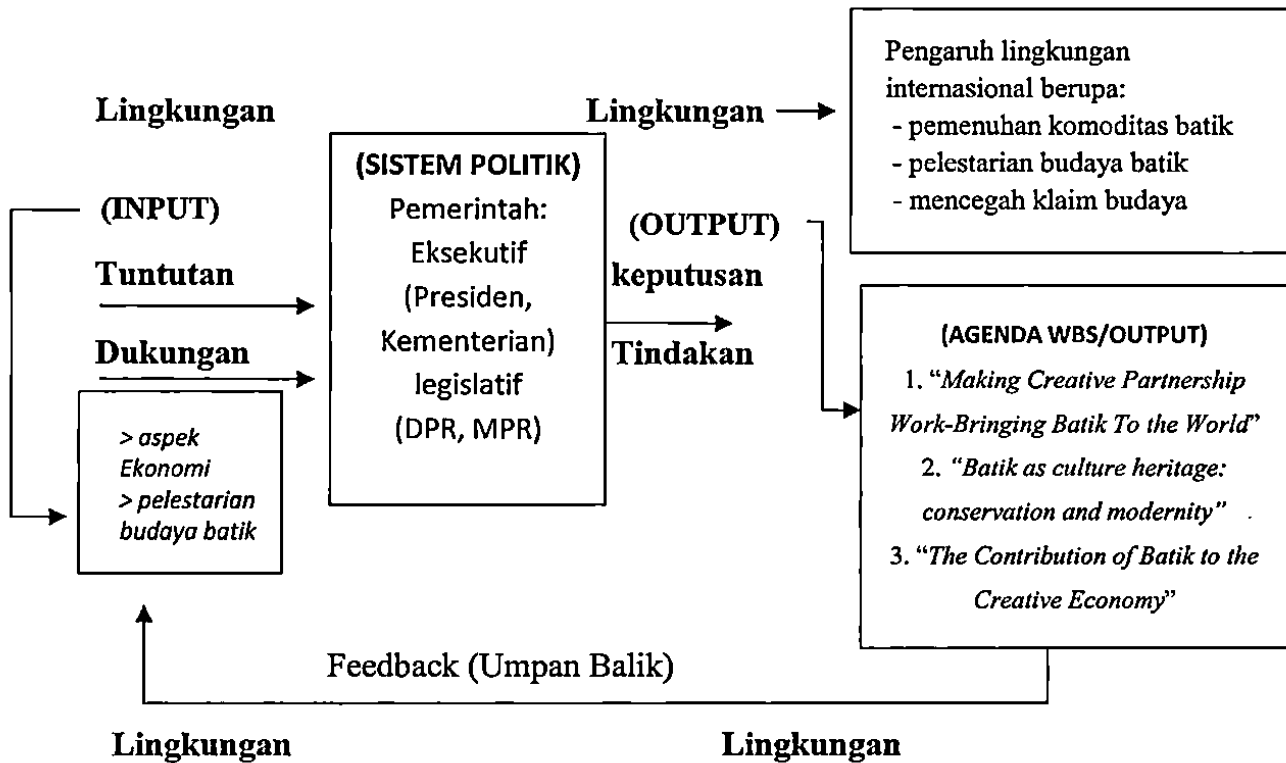 Lingkungan
(INPUT)
Tuntutan
Dukungan
> aspek
Ekonomi
> pelestarian
budaya batik
(SISTEM POLITIK)
Pemerintah:
Eksekutif
(Presiden,
Kementerian)
legislatif
(DPR, MPR)
Lingkungan
(OUTPUT)
keputusan
Tindakan
Pengaruh lingkungan
internasional berupa:
- pemenuhan komoditas batik
- pelestarian budaya batik
- mencegah klaim budaya
(AGENDA WBS/OUTPUT)
1. “Making Creative Partnership
Work-Bringing Batik To the World”
2. “Batik as culture heritage:
conservation and modernity”
3. “The Contribution of Batik to the
Creative Economy”
Feedback (Umpan Balik)
Lingkungan
Lingkungan